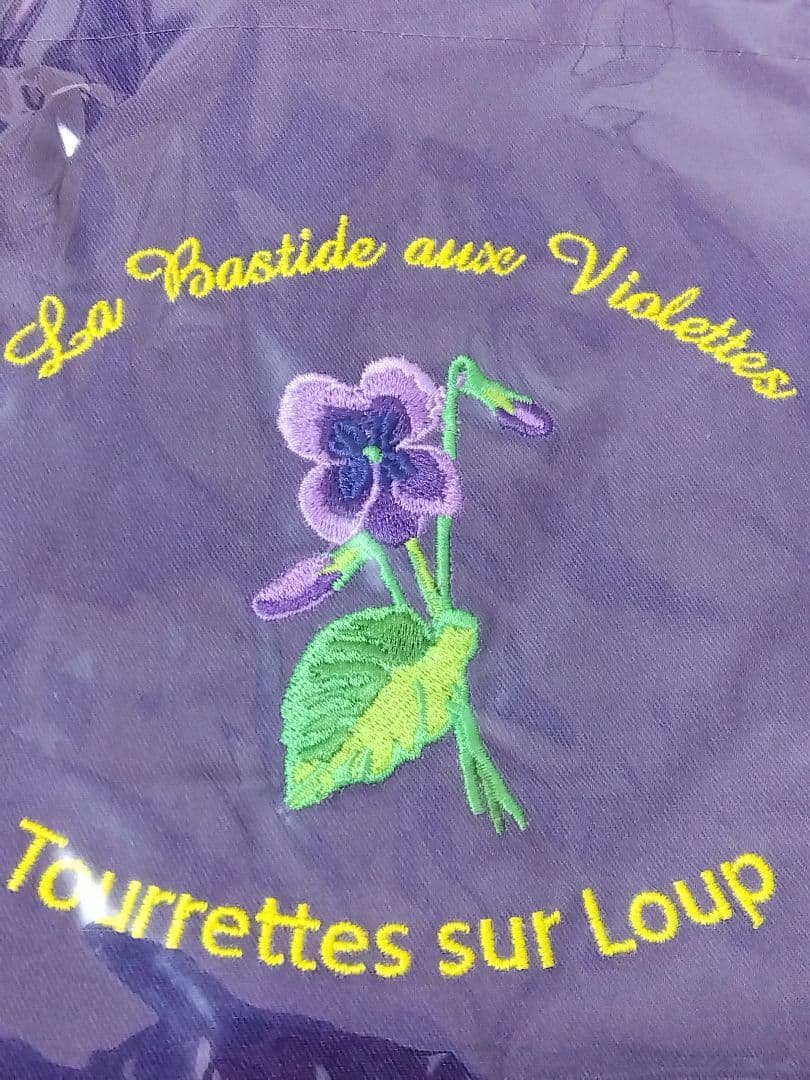 La Bastide aux Violettes
Tourrettes sur Loup